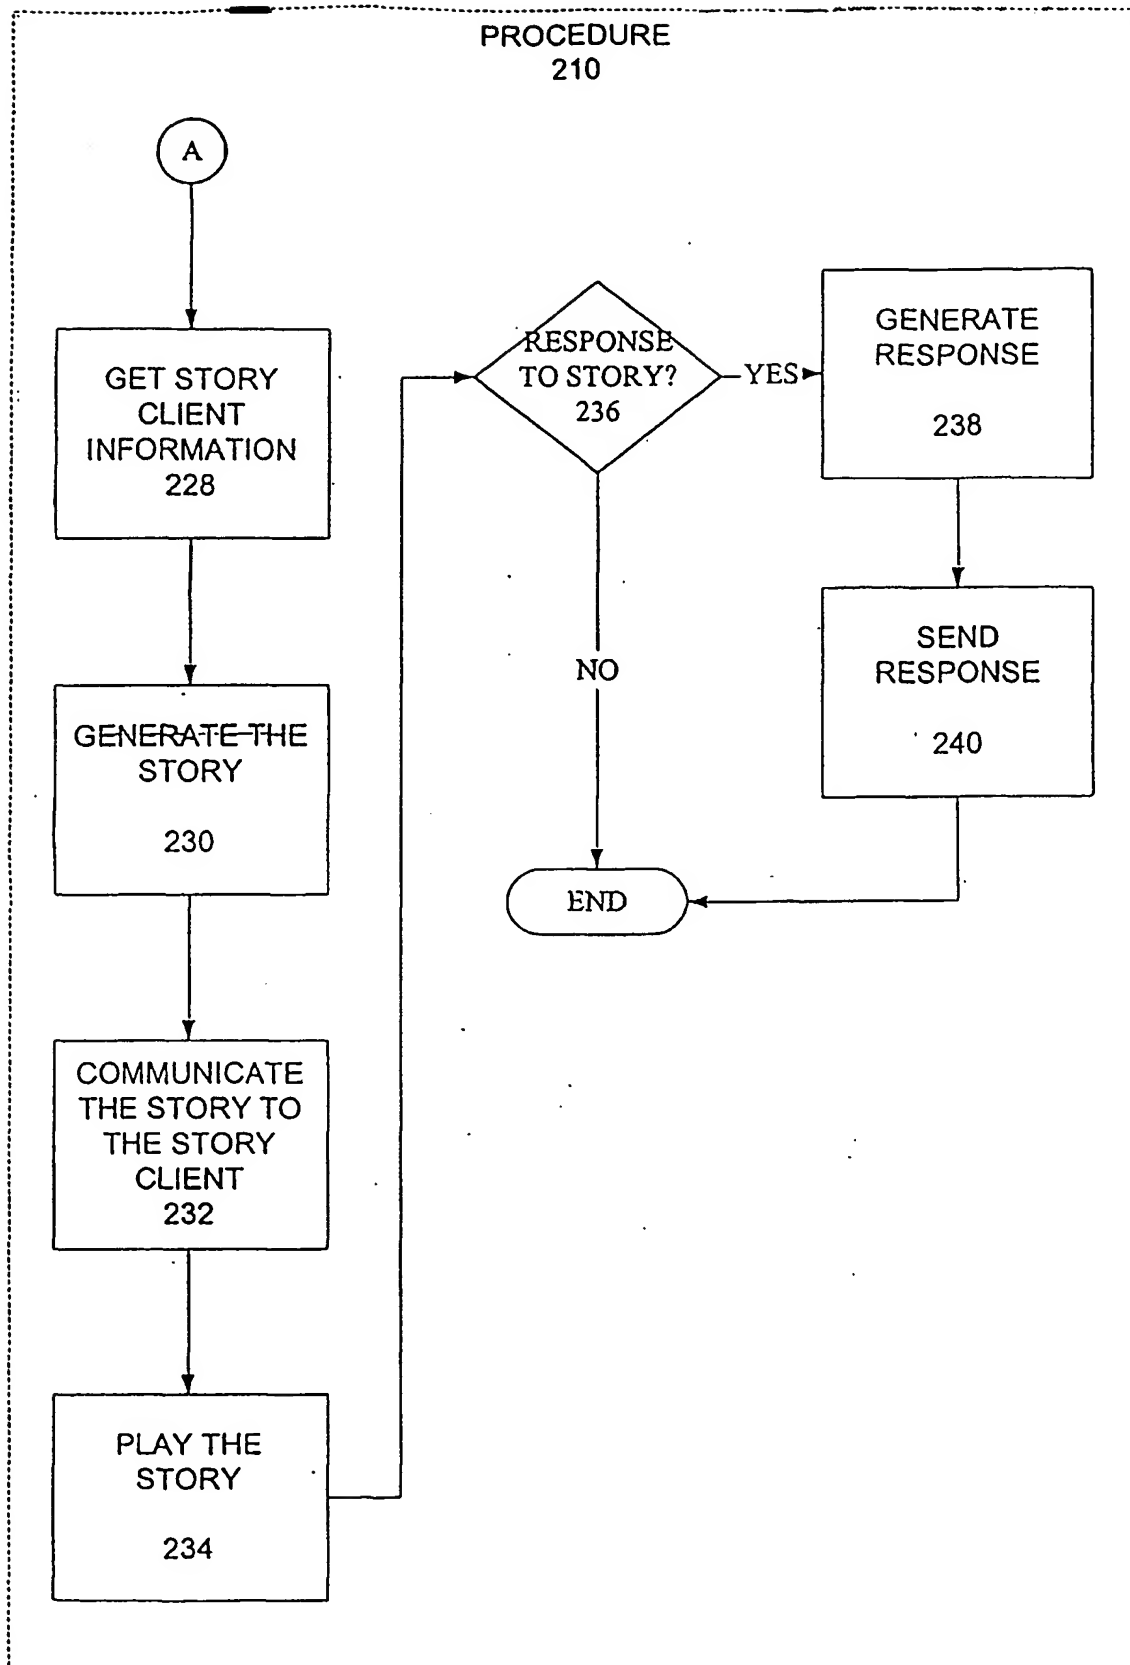 PROCEDURE
210
A
GET STORY
CLIENT
INFORMATION
228
GENERATE THE
STORY
230
COMMUNICATE
THE STORY TO
THE STORY
CLIENT
232
PLAY THE
STORY
234
RESPONSE
TO STORY?
236
YES
NO
GENERATE
RESPONSE
238
SEND
RESPONSE
240
END